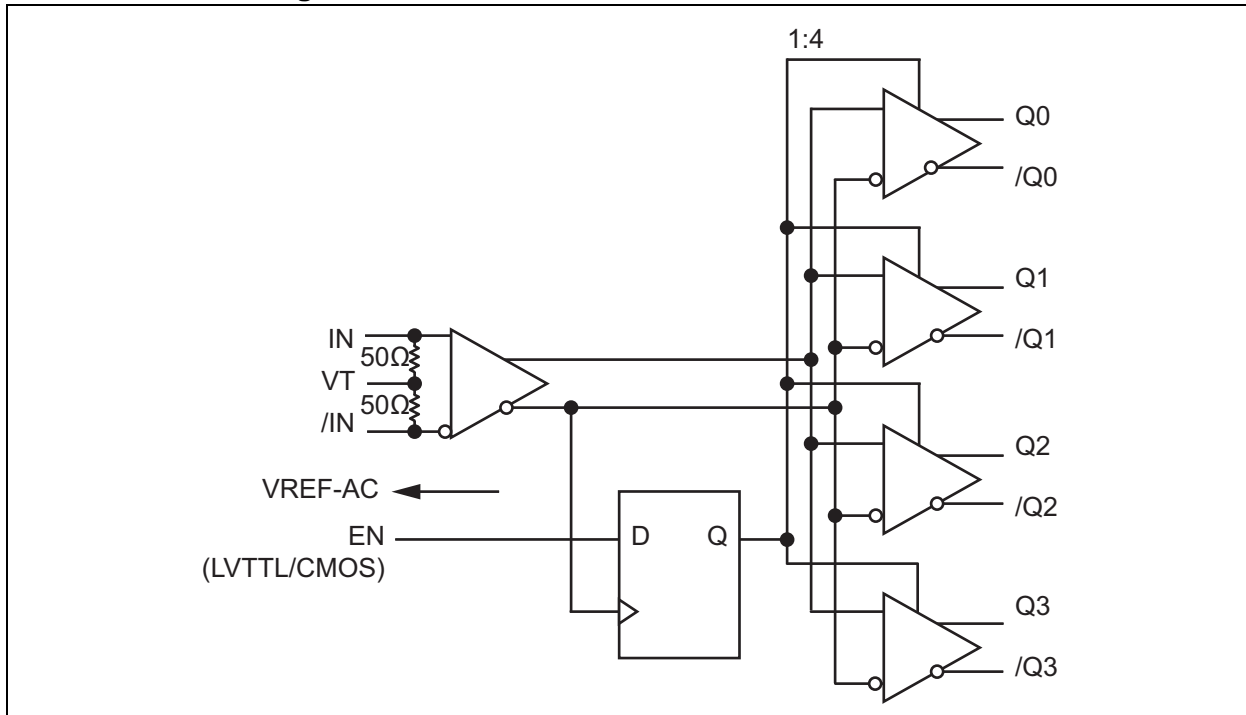 1:4
Q0
/Q0
Q1
/Q1
IN
50Ω
VT
50Ω
/IN
Q2
/Q2
VREF-AC
EN
(LVTTL/CMOS)
D Q
Q3
/Q3